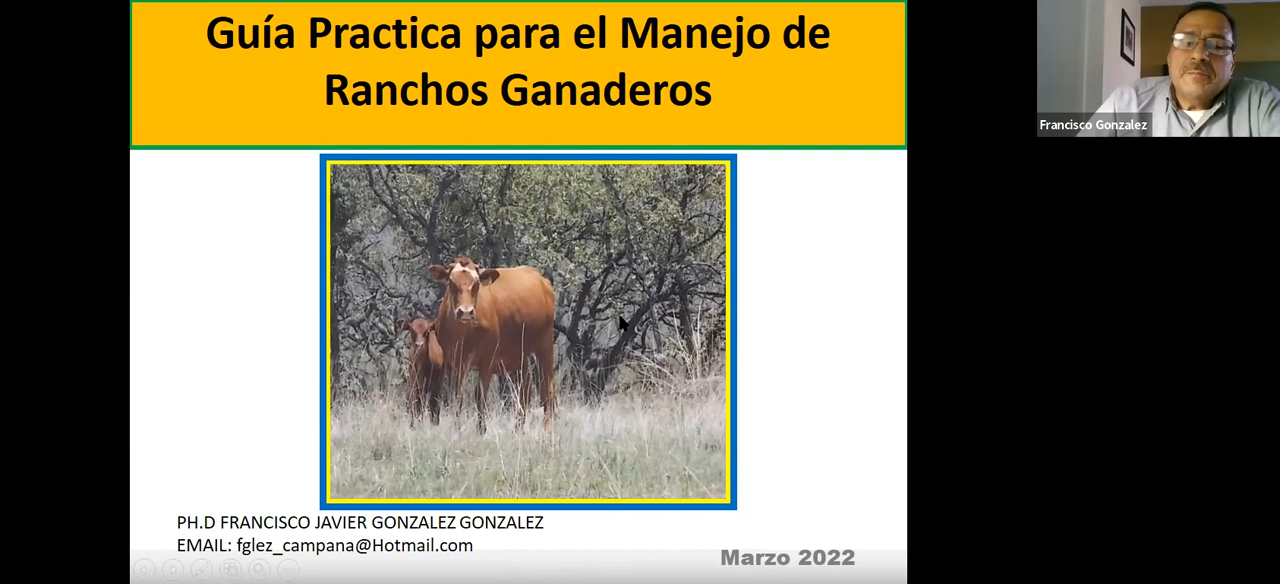 Guía Practica para el Manejo de
Ranchos Ganaderos
Francisco Gonzalez
PH.D FRANCISCO JAVIER GONZALEZ GONZALEZ
EMAIL: fglez_campana@Hotmail.com
Marzo 2022